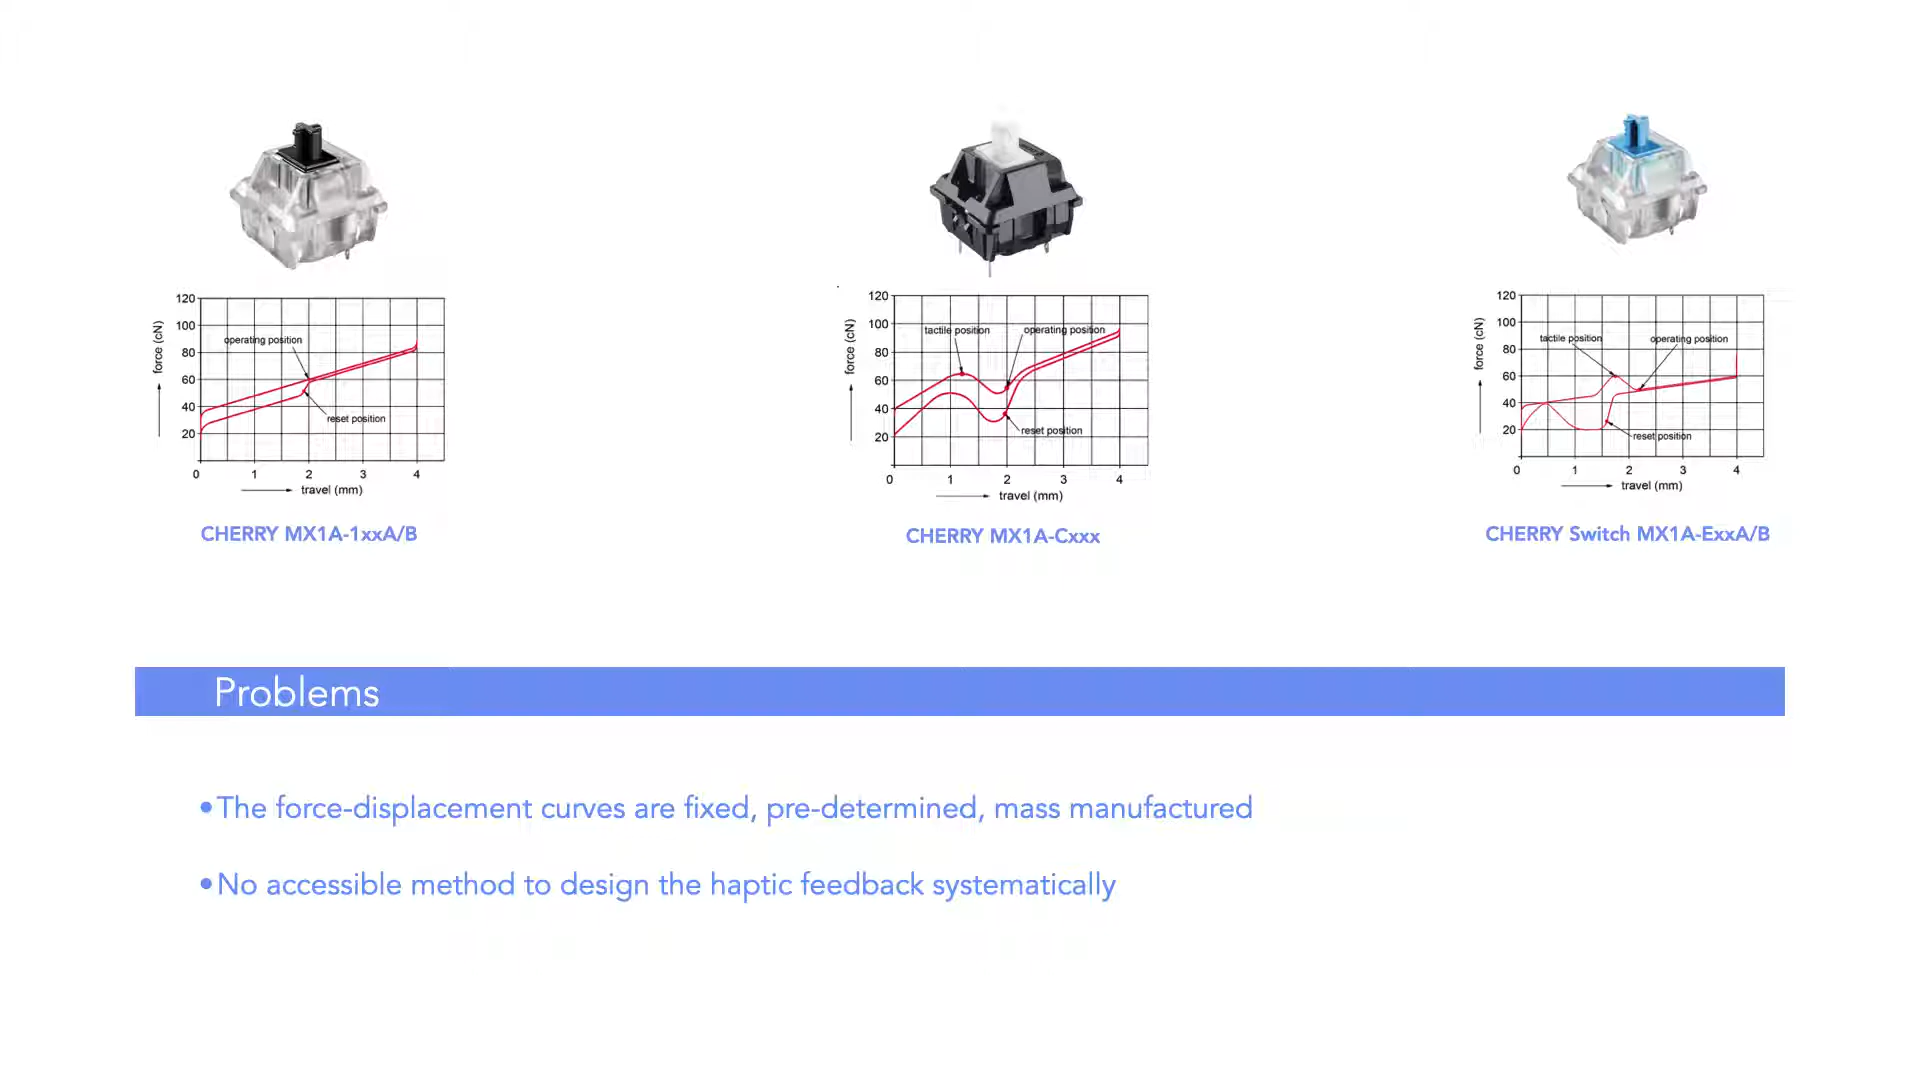 120
100
80
60
40
20
force (cN)
operating position
reset position
0 1 2 3 4
travel (mm)
CHERRY MX1A-1xxA/B
120
100
80
60
40
20
force (cN)
tactile position
operating position
reset position
0 1 2 3 4
travel (mm)
CHERRY MX1A-Cxxx
120
100
80
60
40
20
force (cN)
tactile position
operating position
reset position
0 1 2 3 4
travel (mm)
CHERRY Switch MX1A-ExxA/B
Problems
•The force-displacement curves are fixed, pre-determined, mass manufactured
•No accessible method to design the haptic feedback systematically